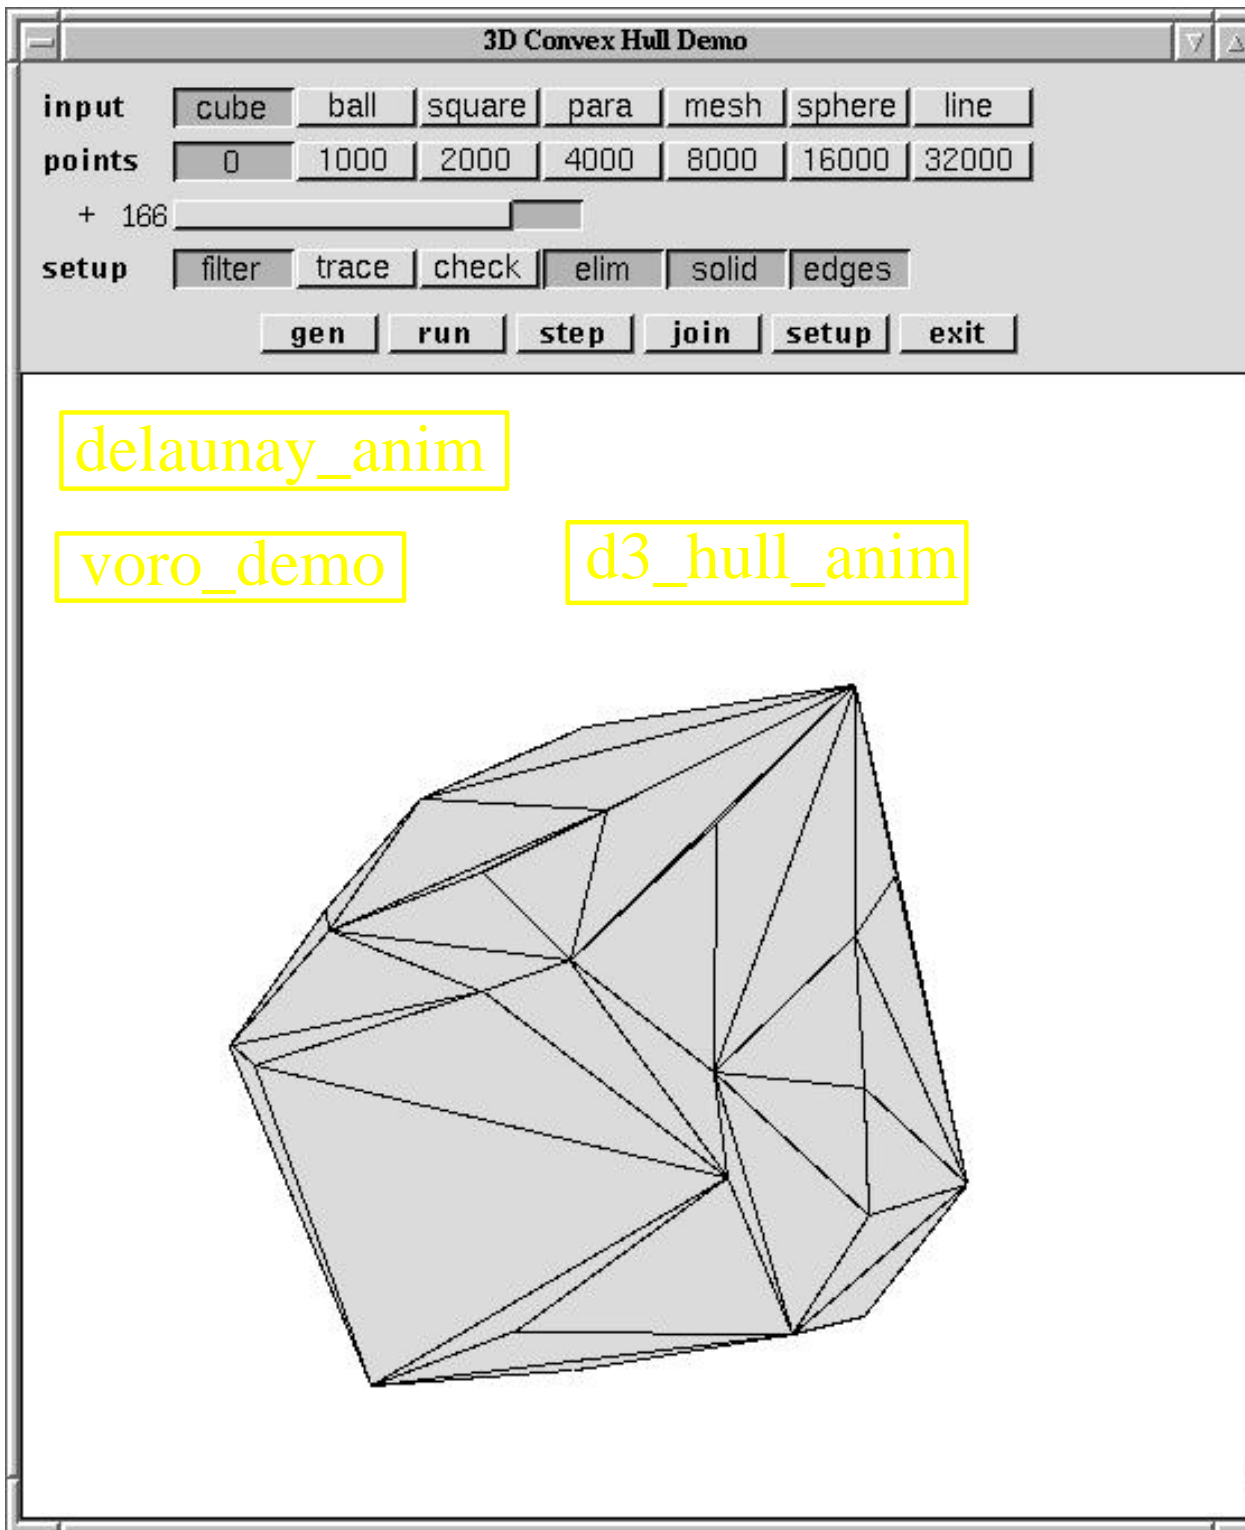 3D Convex Hull Demo
input cube ball square para mesh sphere line
points 0 1000 2000 4000 8000 16000 32000
+ 166
setup filter trace check elim solid edges
gen run step join setup exit
delaunay_anim
voro_demo d3_hull_anim